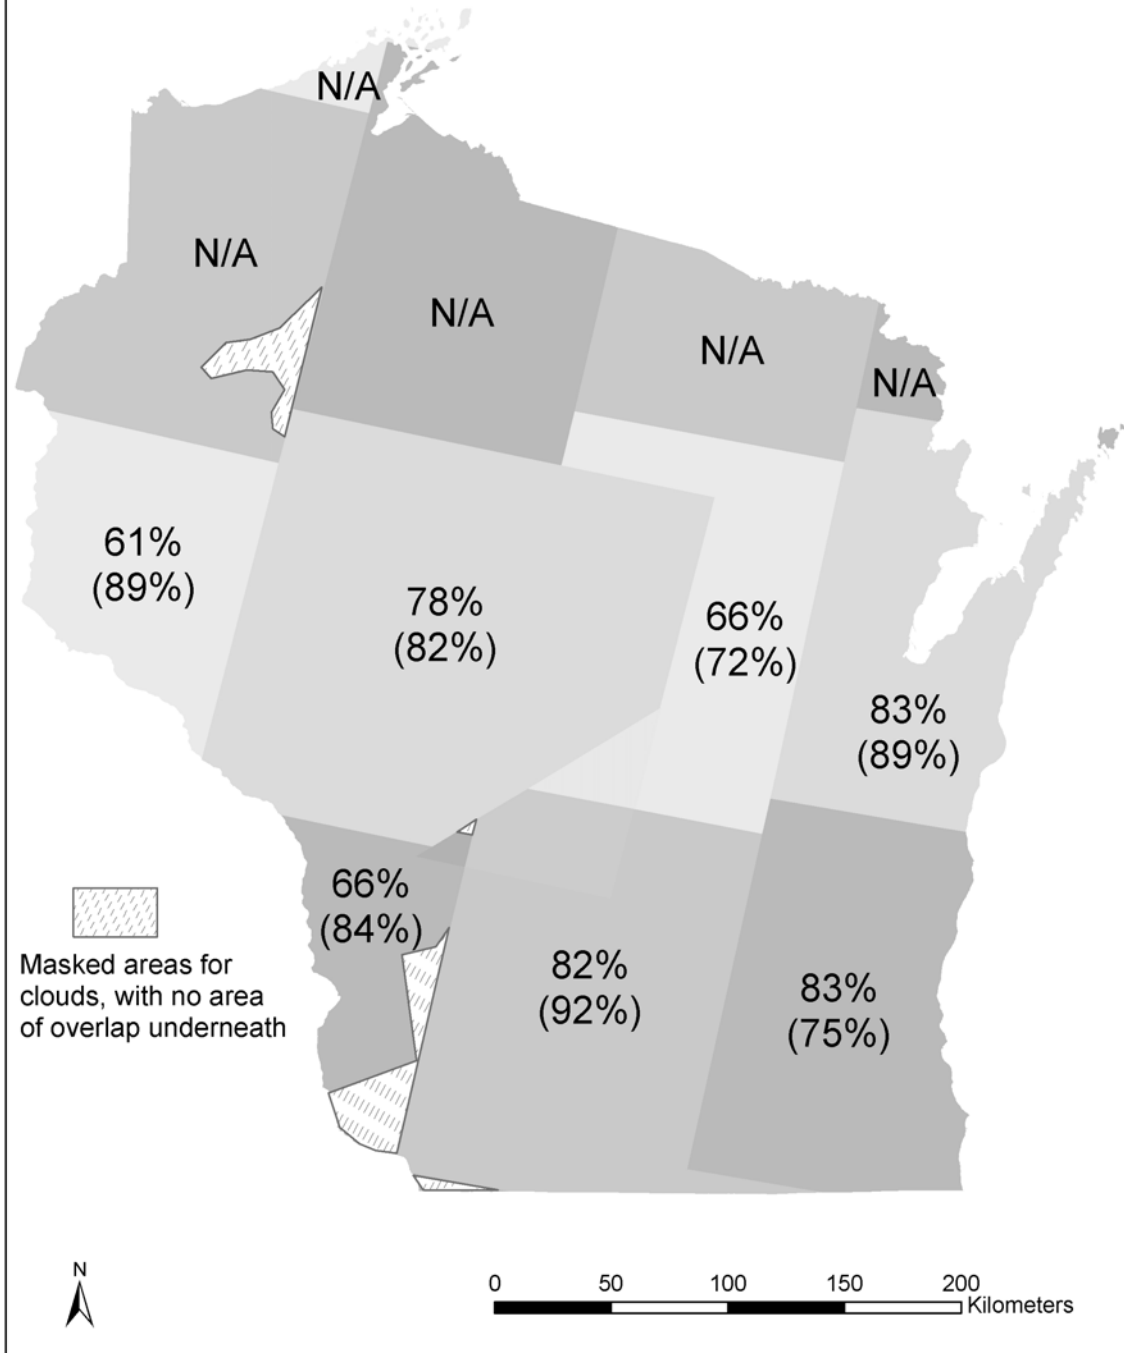 N/A
N/A
N/A
N/A
N/A
61%
(89%)
78%
(82%)
66%
(72%)
83%
(89%)
66%
(84%)
82%
(92%)
83%
(75%)
Masked areas for
clouds, with no area
of overlap underneath
N
0 50 100 150 200
Kilometers